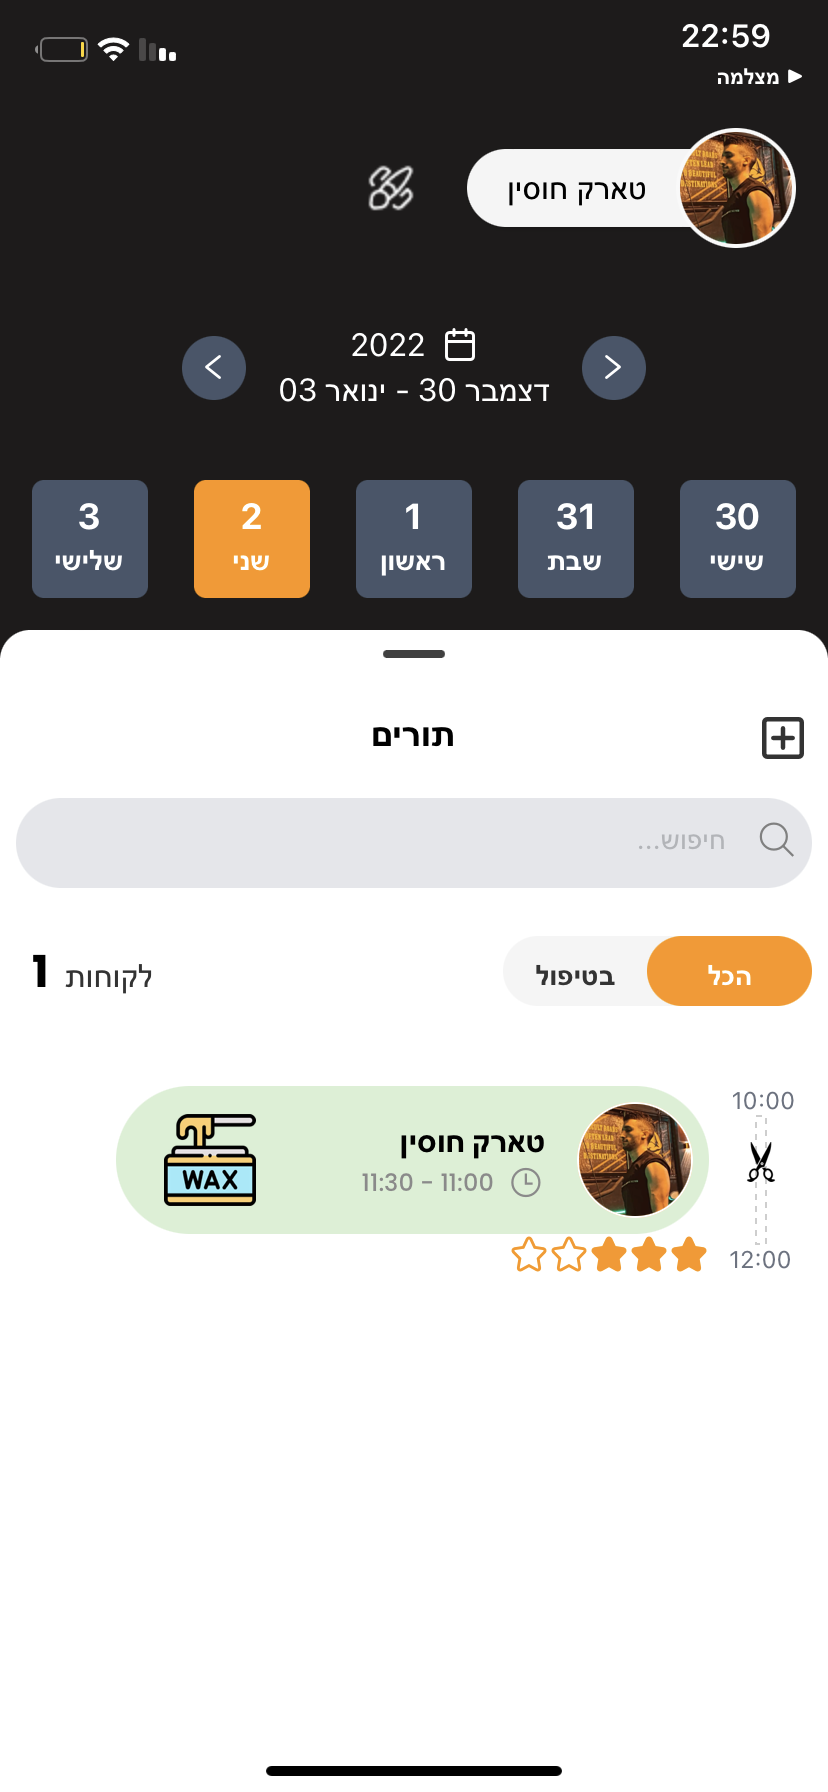 22:59
מצלמה
טארק חוסין
2022
דצמבר 30 - ינואר 03
30
שישי
31
שבת
1
ראשון
2
שני
3
שלישי
תורים
חיפוש...
הכל
בטיפול
לקוחות 1
10:00
טארק חוסין
11:00 - 11:30
WAX
12:00